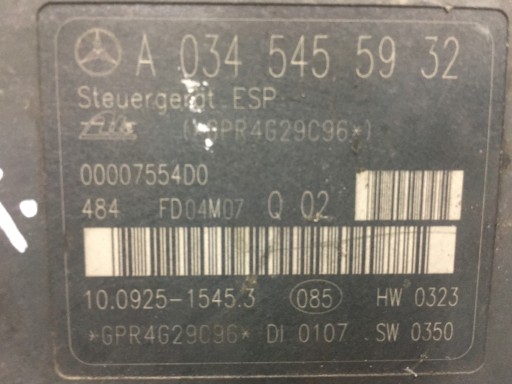 A 034 545 59 32
Steuergerät ESP
Ate (*GPR4G29C96*)
00007554D0
484 FD04M07 Q 02
10.0925-1545.3 085 HW 0323
*GPR4G29C96* DI 0107 SW 0350